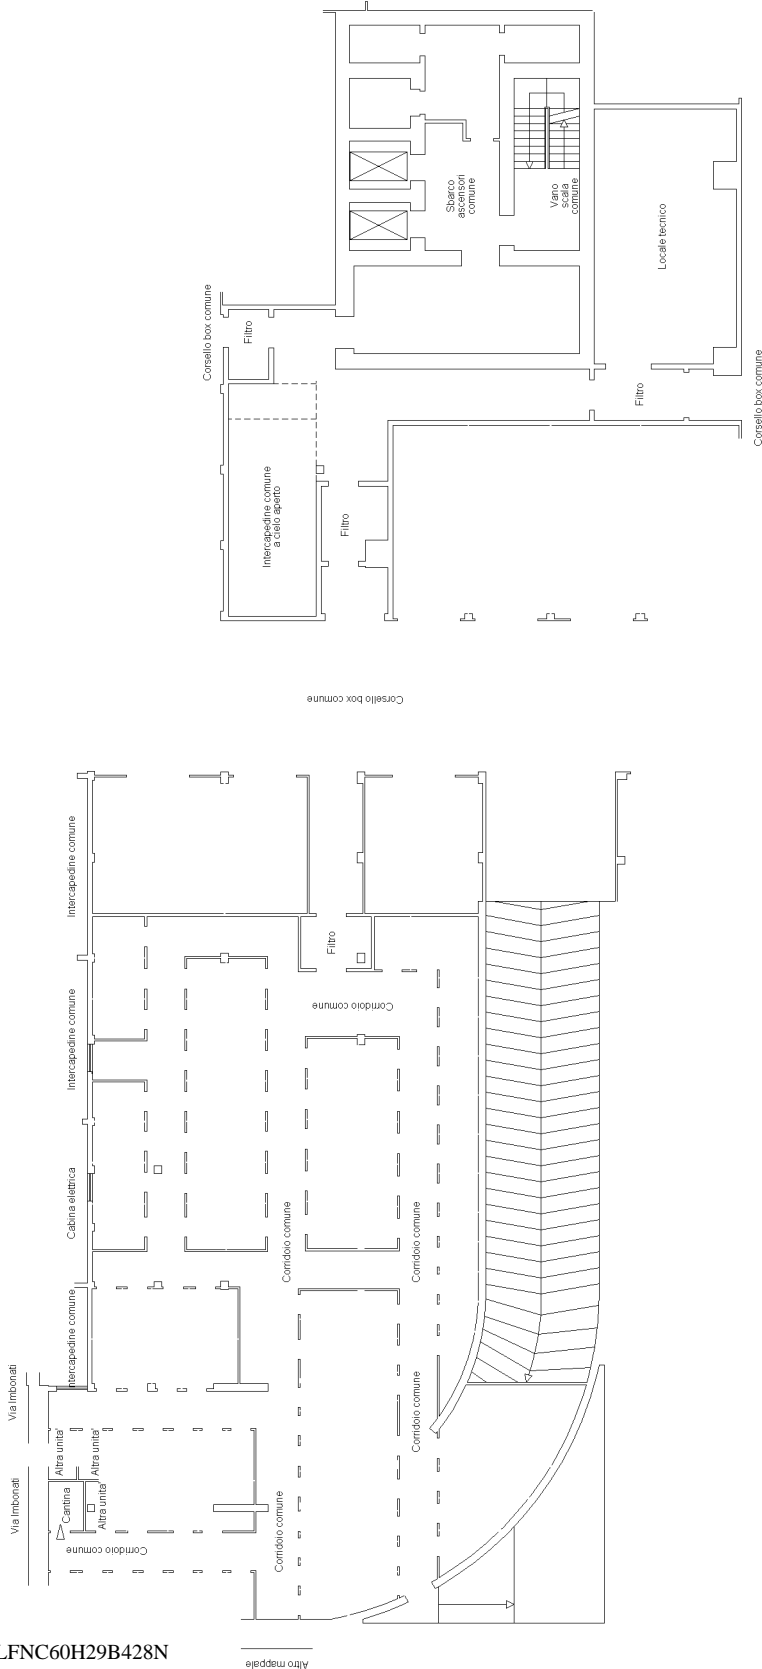 Corsello box comune
Filtro
Sbarco
ascensori
comune
Vano
scala
comune
Locale tecnico
Filtro
Corsello box comune
Intercapedine comune
a cielo aperto
Filtro
Corsello box comune
Intercapedine comune
Intercapedine comune
Cabina elettrica
Intercapedine comune
Filtro
Corridoio comune
Corridoio comune
Corridoio comune
Corridoio comune
Corridoio comune
Via Imbonati
Via Imbonati
Altra unita'
Altra unita'
Cantina
Altra unita'
Corridoio comune
LFNC60H29B428N
Altro mappale